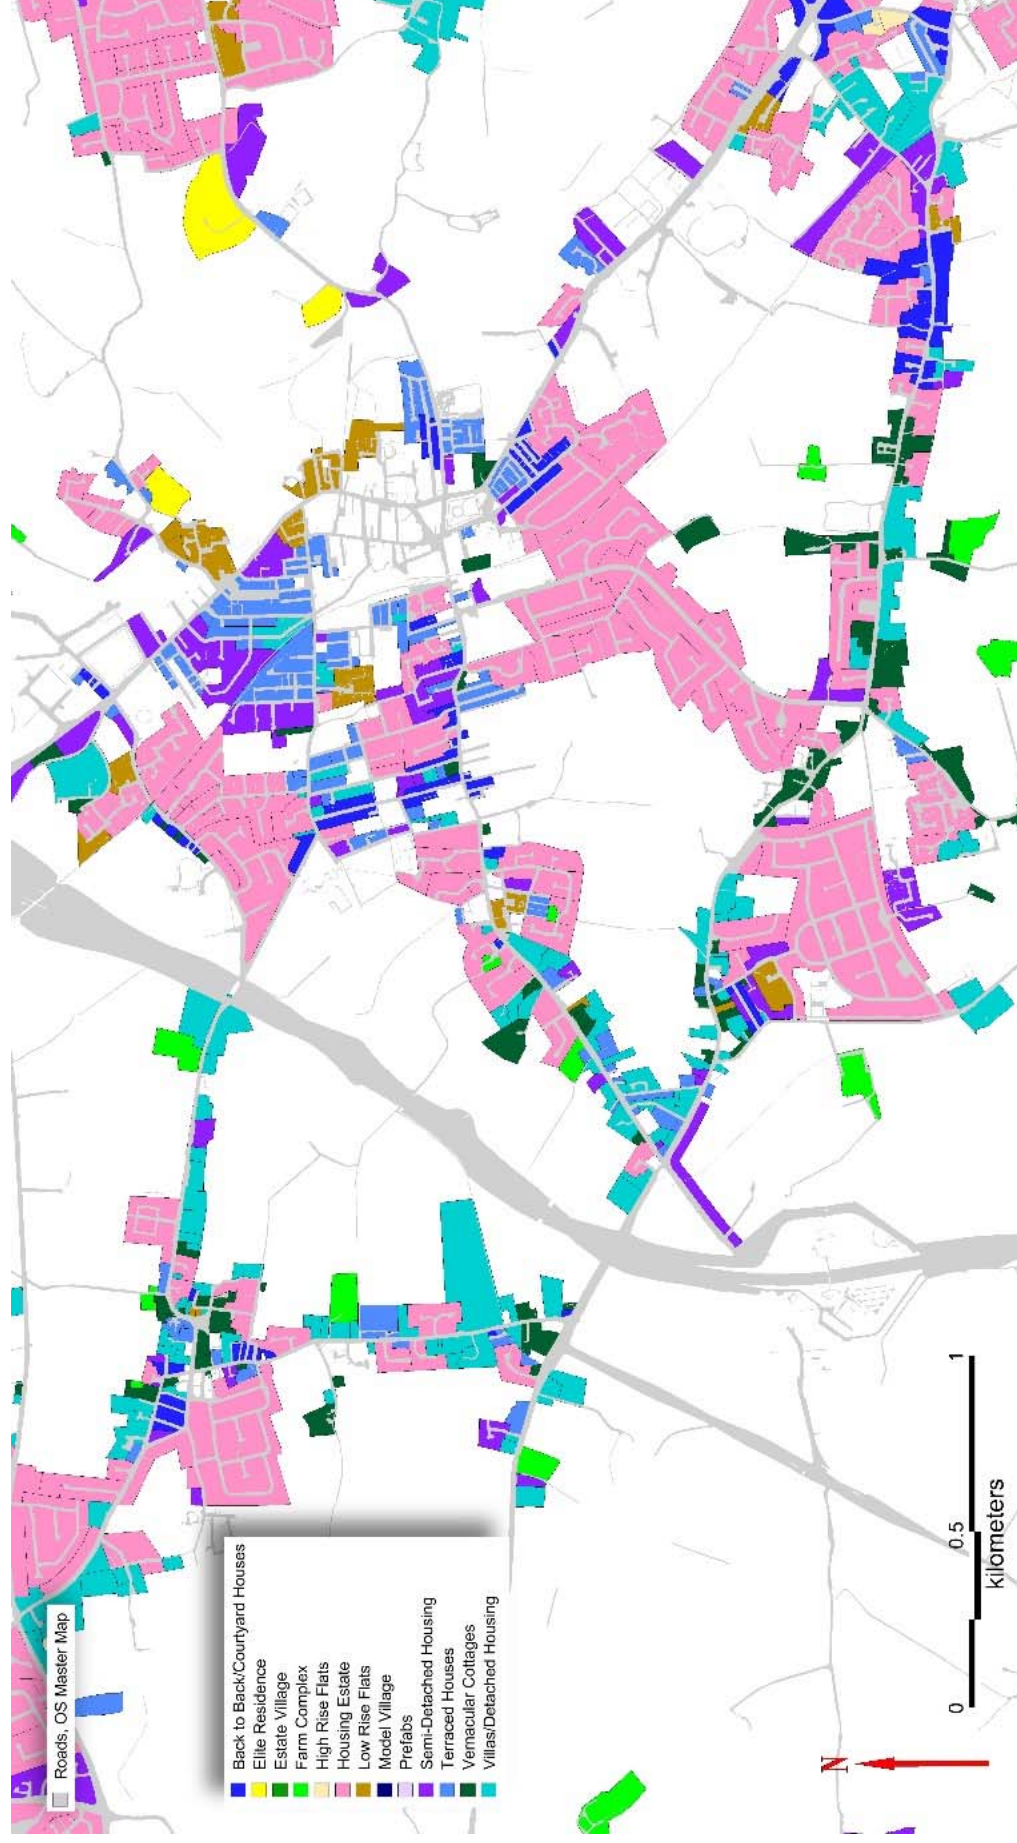 Roads, OS Master Map
Back to Back/Courtyard Houses
Elite Residence
Estate Village
Farm Complex
High Rise Flats
Housing Estate
Low Rise Flats
Model Village
Prefabs
Semi-Detached Housing
Terraced Houses
Vernacular Cottages
Villas/Detached Housing
N
0
0.5
1
kilometers